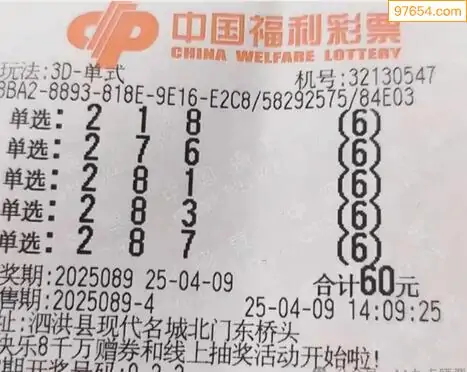 97654.com
中国福利彩票
CHINA WELFARE LOTTERY
玩法:3D-单式 机号:32130547
8BA2-8893-818E-9E16-E2C8/58292575/84E03
单选: 2 1 8 (6)
单选: 2 7 6 (6)
单选: 2 8 1 (6)
单选: 2 8 3 (6)
单选: 2 8 7 (6)
奖期:2025089 25-04-09 合计60元
售期:2025089-4 25-04-09 14:09:25
址:泗洪县现代名城北门东桥头
快乐8千万赠券和线上抽奖活动开始啦!